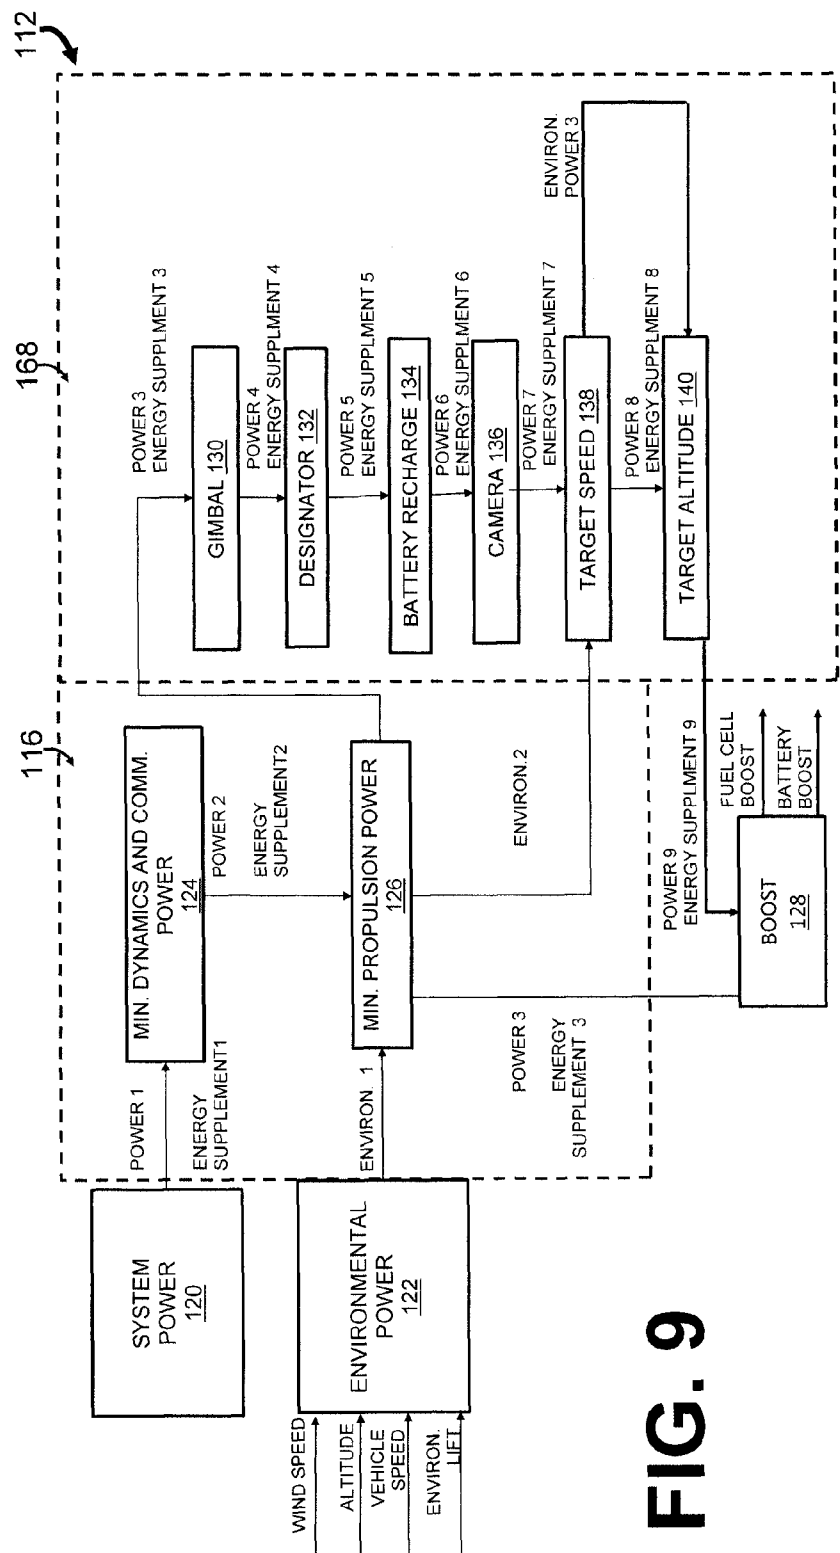 112
168
116
SYSTEM
POWER
120
ENVIRONMENTAL
POWER
122
WIND SPEED
ALTITUDE
VEHICLE
SPEED
ENVIRON.
LIFT
POWER 1
ENERGY
SUPPLEMENT1
ENVIRON. 1
MIN. DYNAMICS AND COMM.
POWER
124
POWER 2
ENERGY
SUPPLEMENT2
MIN. PROPULSION POWER
126
POWER 3
ENERGY
SUPPLEMENT 3
ENVIRON.2
POWER 3
ENERGY SUPPLMENT 3
GIMBAL 130
POWER 4
ENERGY SUPPLMENT 4
DESIGNATOR 132
POWER 5
ENERGY SUPPLMENT 5
BATTERY RECHARGE 134
POWER 6
ENERGY SUPPLMENT 6
CAMERA 136
POWER 7
ENERGY SUPPLMENT 7
TARGET SPEED 138
ENVIRON.
POWER 3
POWER 8
ENERGY SUPPLMENT 8
TARGET ALTITUDE 140
POWER 9
ENERGY SUPPLMENT 9
BOOST
128
FUEL CELL
BOOST
BATTERY
BOOST
FIG. 9